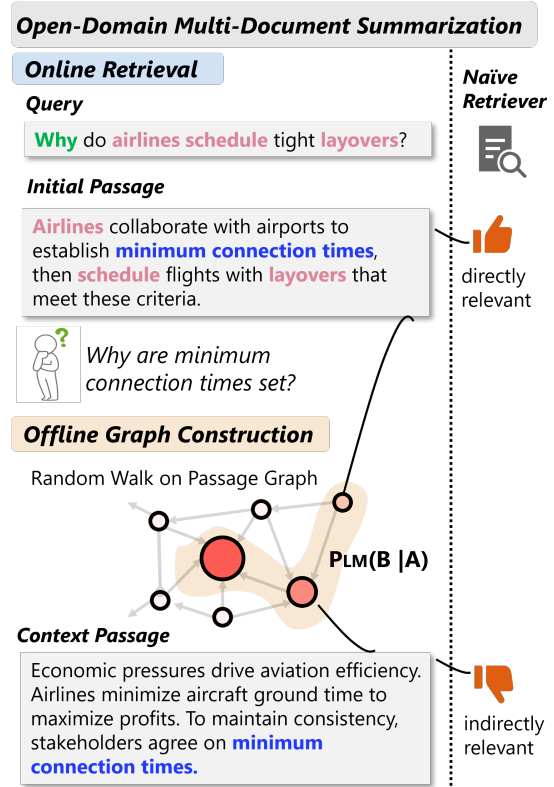 Open-Domain Multi-Document Summarization
Online Retrieval
Naïve
Retriever
Query
Why do airlines schedule tight layovers?
Initial Passage
Airlines collaborate with airports to
establish minimum connection times,
then schedule flights with layovers that
meet these criteria.
directly
relevant
?
Why are minimum
connection times set?
Offline Graph Construction
Random Walk on Passage Graph
PLM(B |A)
Context Passage
Economic pressures drive aviation efficiency.
Airlines minimize aircraft ground time to
maximize profits. To maintain consistency,
stakeholders agree on minimum
connection times.
indirectly
relevant